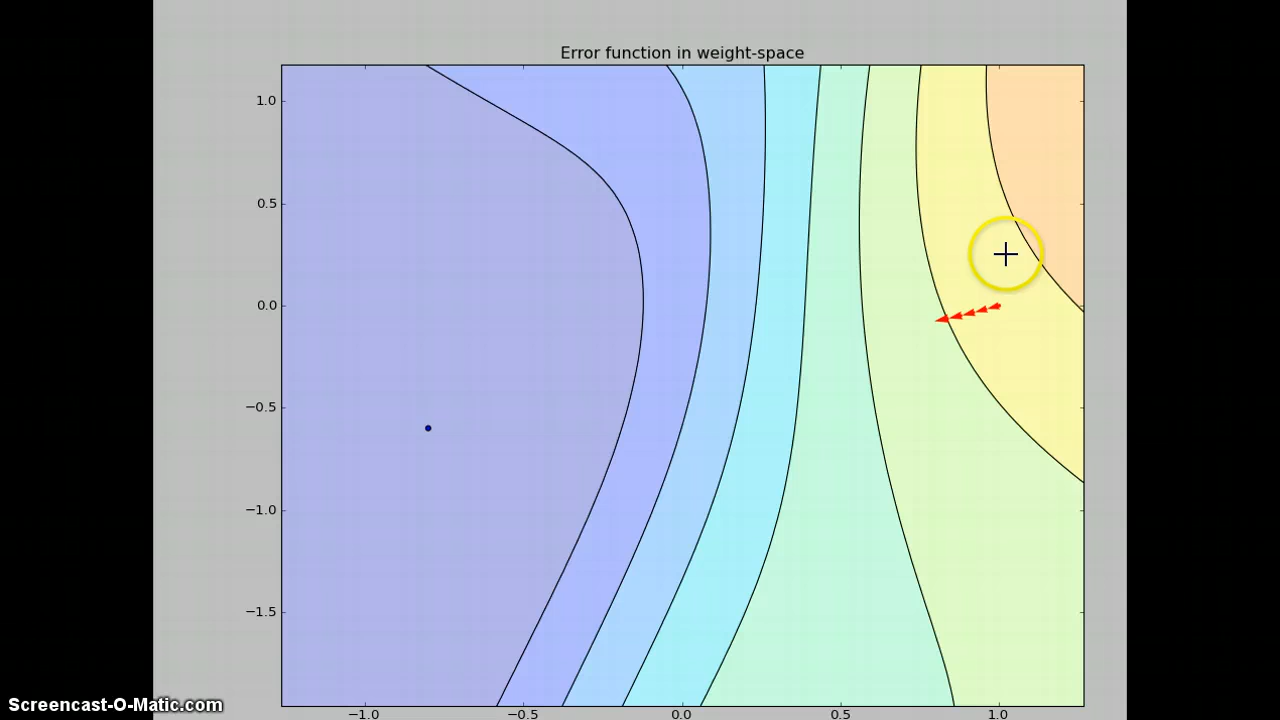 Error function in weight-space
1.0
0.5
0.0
−0.5
−1.0
−1.5
−1.0 −0.5 0.0 0.5 1.0
Screencast-O-Matic.com